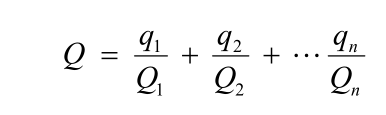 Q = q₁/Q₁ + q₂/Q₂ + ⋯ qₙ/Qₙ